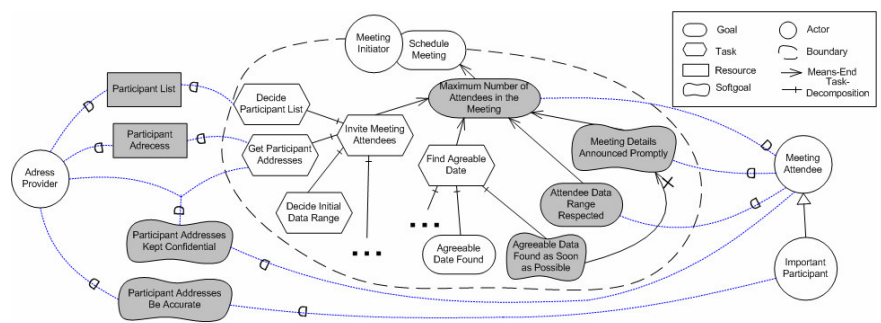 Meeting
Initiator
Schedule
Meeting
Goal
Actor
Task
Boundary
Resource
Means-End
Softgoal
Task-
Decomposition
Participant List
Decide
Participant List
Maximum Number of
Attendees in the
Meeting
Participant
Adrecess
Invite Meeting
Attendees
Get Participant
Addresses
Meeting Details
Announced Promptly
Find Agreable
Date
Adress
Provider
Meeting
Attendee
Decide Initial
Data Range
Attendee Data
Range
Respected
Participant Addresses
Kept Confidential
Agreeable
Date Found
Agreeable Data
Found as Soon
as Possible
Important
Participant
Participant Addresses
Be Accurate
D
D
D
D
D
D
D
D
D
D
D
D
D